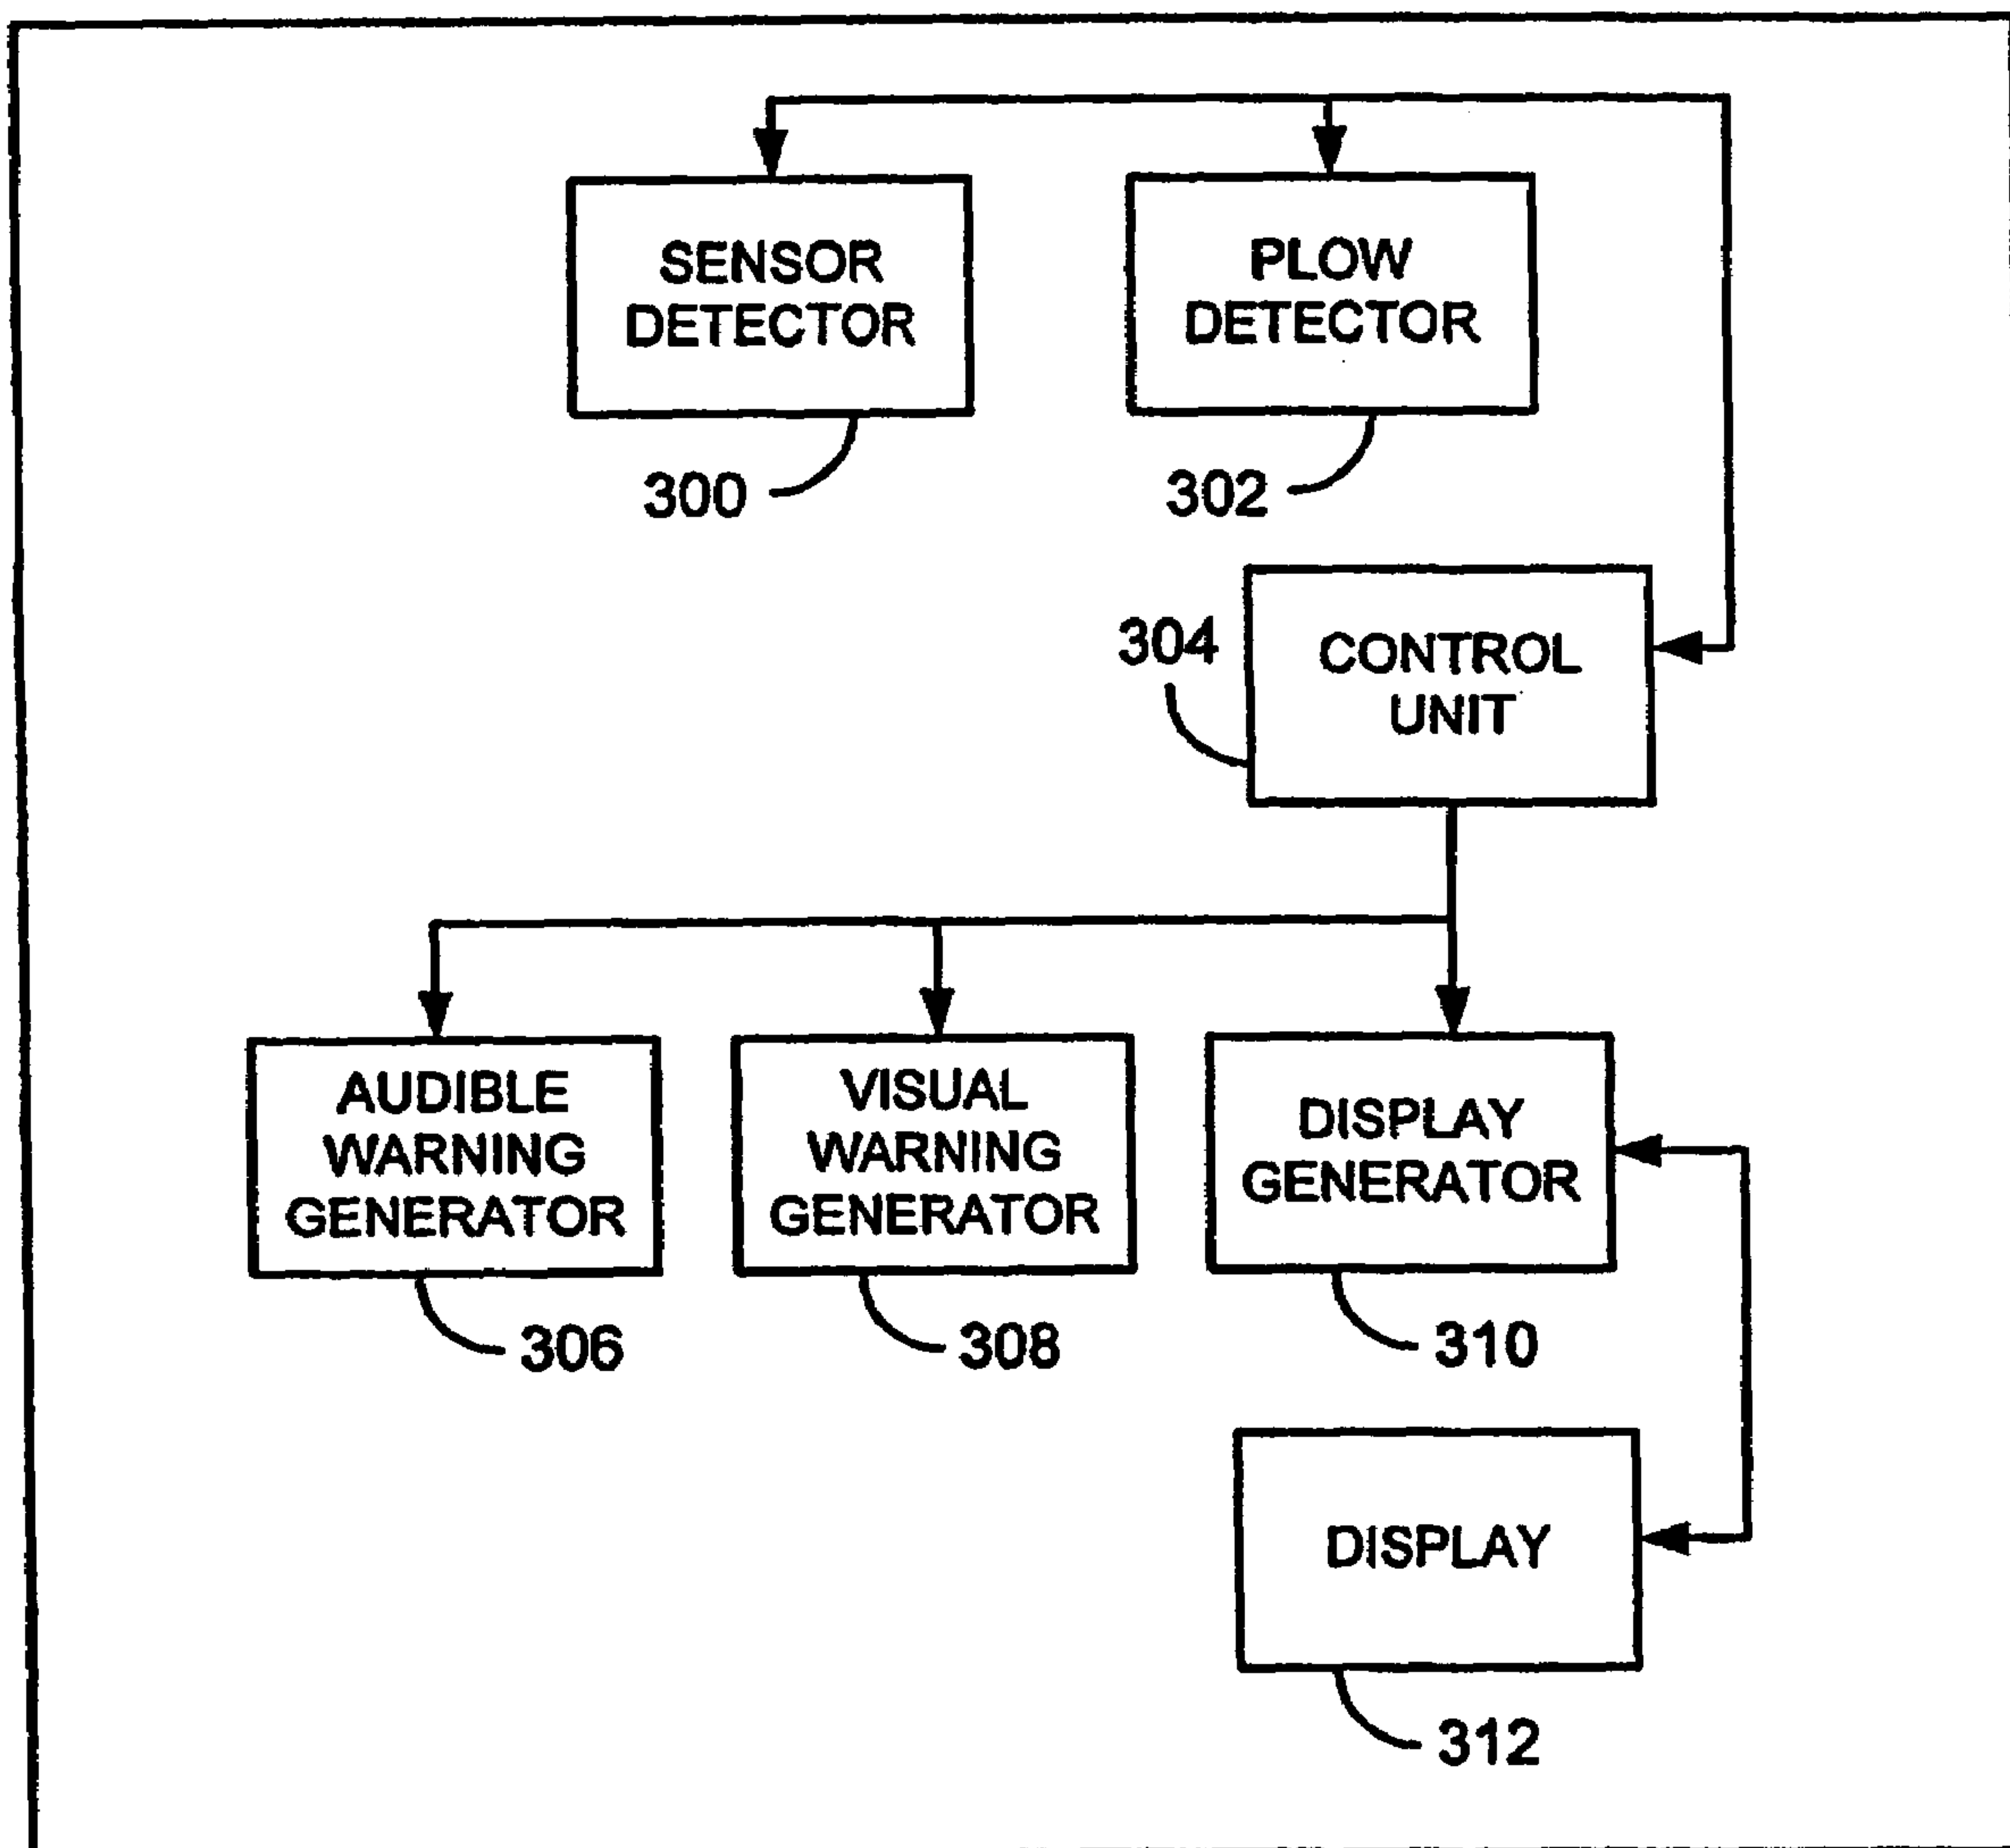 SENSOR
DETECTOR
PLOW
DETECTOR
300
302
304
CONTROL
UNIT
AUDIBLE
WARNING
GENERATOR
VISUAL
WARNING
GENERATOR
DISPLAY
GENERATOR
306
308
310
DISPLAY
312